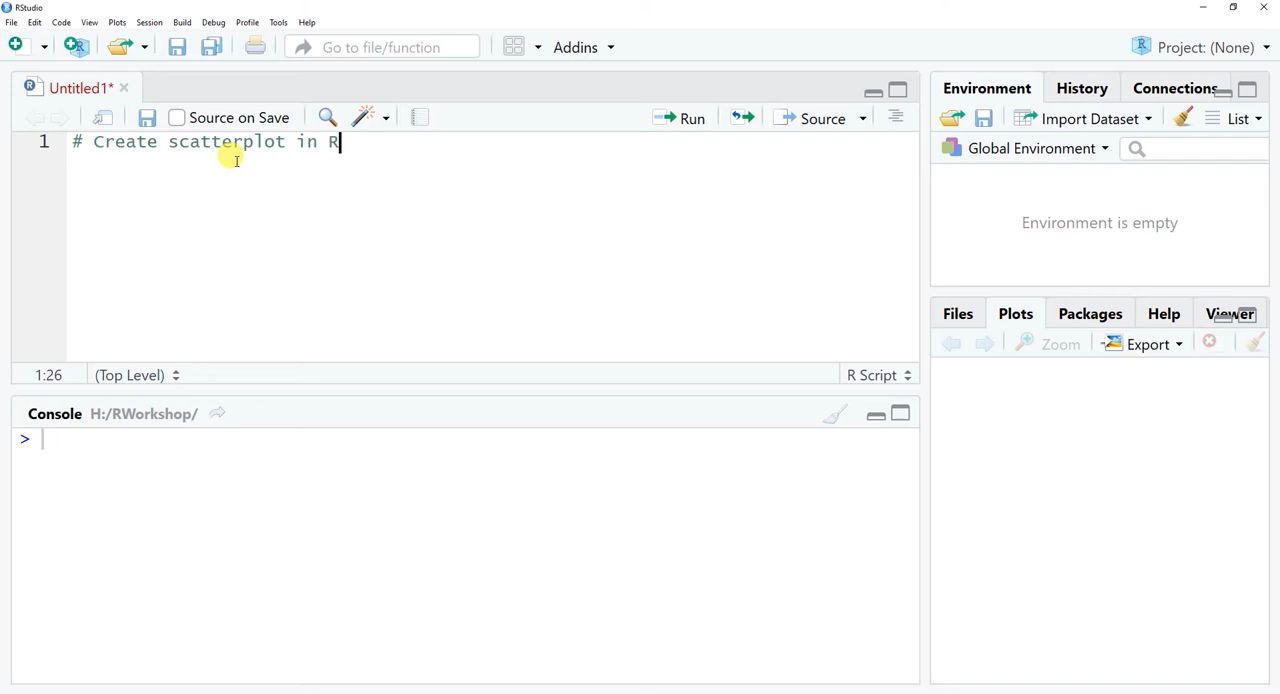 RStudio
File Edit Code View Plots Session Build Debug Profile Tools Help
Go to file/function Addins Project: (None)
Untitled1*
Source on Save Run Source
1 # Create scatterplot in R
1:26 (Top Level) R Script
Console H:/RWorkshop/
>
Environment History Connections
Import Dataset List
Global Environment
Environment is empty
Files Plots Packages Help Viewer
Zoom Export